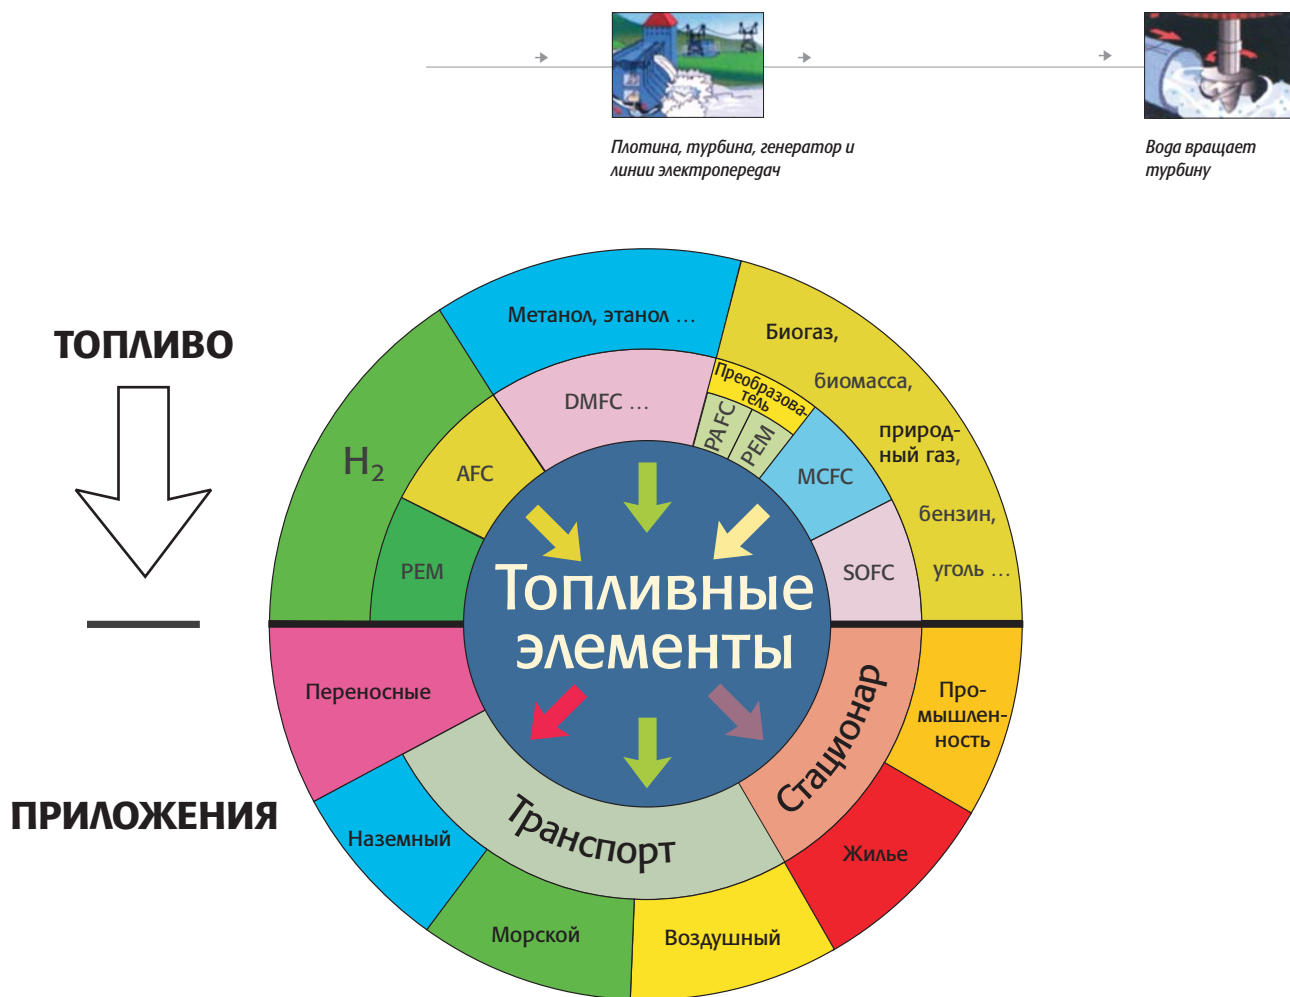 Плотина, турбина, генератор и
линии электропередач
Вода вращает
турбину
ТОПЛИВО
Метанол, этанол ...
Биогаз,
биомасса,
природ-
ный газ,
бензин,
уголь ...
H₂
DMFC ...
Преобразова-
тель
PAFC
PEM
AFC
MCFC
PEM
SOFC
Топливные
элементы
Переносные
Стационар
Про-
мышлен-
ность
ПРИЛОЖЕНИЯ
Транспорт
Наземный
Жилье
Морской
Воздушный